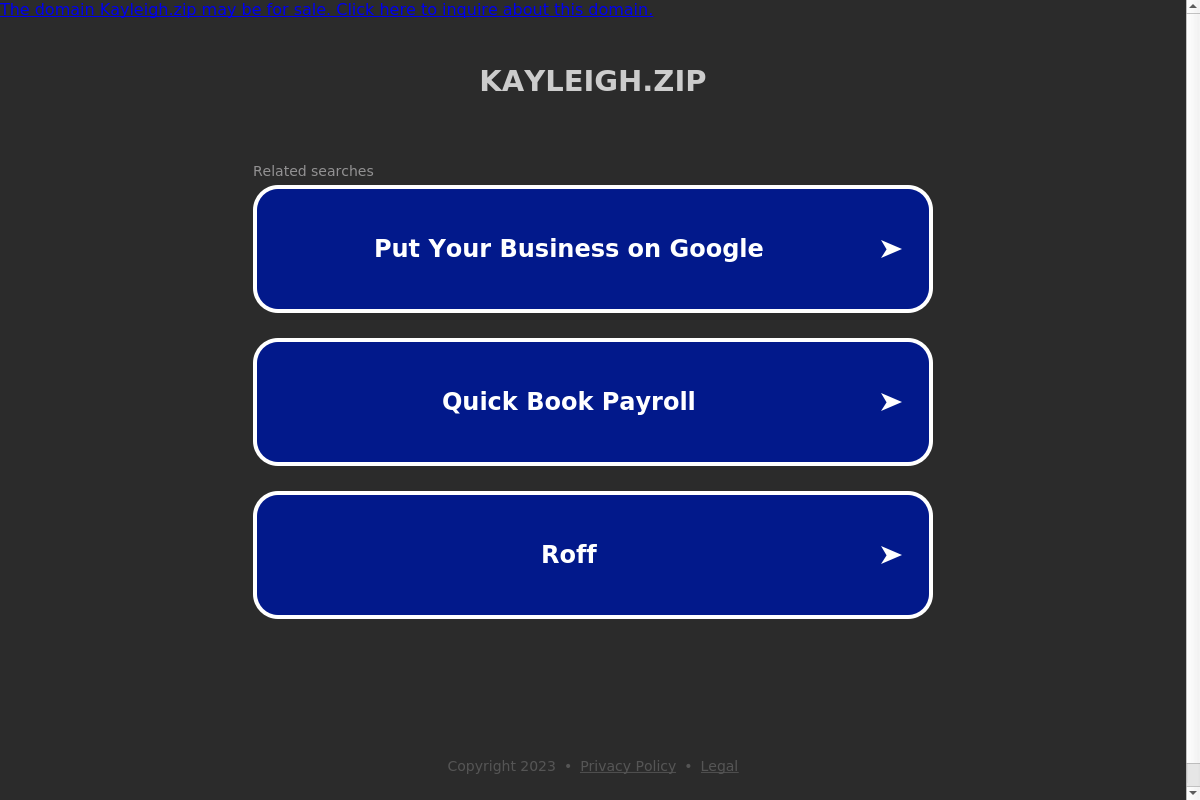 The domain Kayleigh.zip may be for sale. Click here to inquire about this domain.
KAYLEIGH.ZIP
Related searches
Put Your Business on Google
Quick Book Payroll
Roff
Copyright 2023 • Privacy Policy • Legal